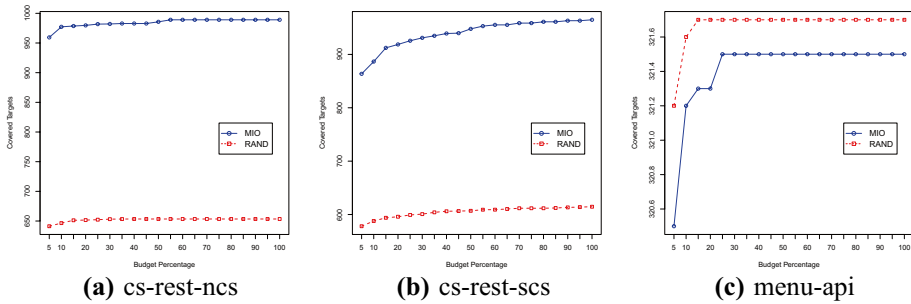 Covered Targets
1000
950
900
850
800
750
700
650
MIO
RAND
5 10 20 30 40 50 60 70 80 90 100
Budget Percentage
(a) cs-rest-ncs
Covered Targets
900
800
700
600
MIO
RAND
5 10 20 30 40 50 60 70 80 90 100
Budget Percentage
(b) cs-rest-scs
Covered Targets
321.6
321.4
321.2
321.0
320.8
320.6
MIO
RAND
5 10 20 30 40 50 60 70 80 90 100
Budget Percentage
(c) menu-api